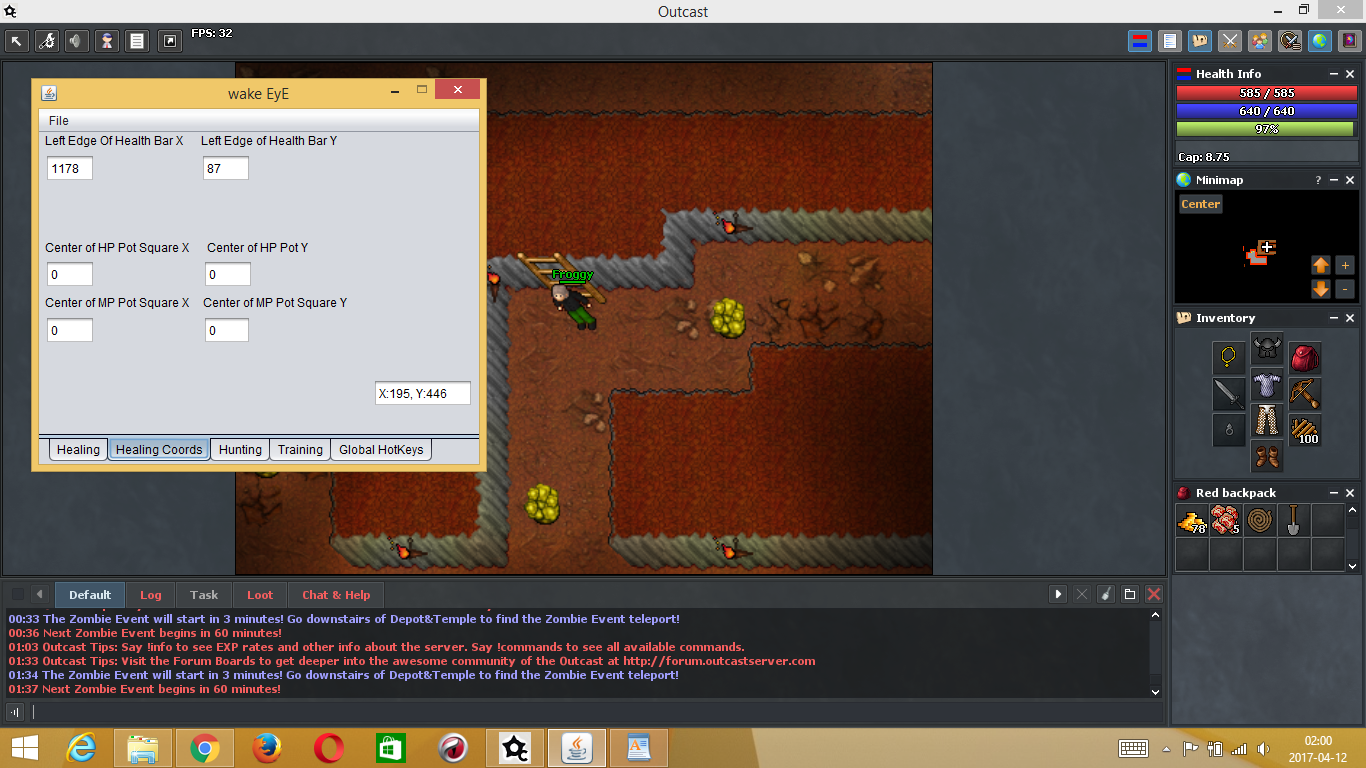 Outcast
FPS: 32
wake EyE
File
Left Edge Of Health Bar X
Left Edge of Health Bar Y
1178
87
Center of HP Pot Square X
Center of HP Pot Y
0
0
Center of MP Pot Square X
Center of MP Pot Square Y
0
0
X:195, Y:446
Healing
Healing Coords
Hunting
Training
Global HotKeys
Froggy
Health Info
585 / 585
640 / 640
97%
Cap: 8.75
Minimap
?
Center
+
-
Inventory
100
Red backpack
78
5
Default
Log
Task
Loot
Chat & Help
00:33 The Zombie Event will start in 3 minutes! Go downstairs of Depot&Temple to find the Zombie Event teleport!
00:36 Next Zombie Event begins in 60 minutes!
01:03 Outcast Tips: Say !info to see EXP rates and other info about the server. Say !commands to see all available commands.
01:33 Outcast Tips: Visit the Forum Boards to get deeper into the awesome community of the Outcast at http://forum.outcastserver.com
01:34 The Zombie Event will start in 3 minutes! Go downstairs of Depot&Temple to find the Zombie Event teleport!
01:37 Next Zombie Event begins in 60 minutes!
02:00
2017-04-12